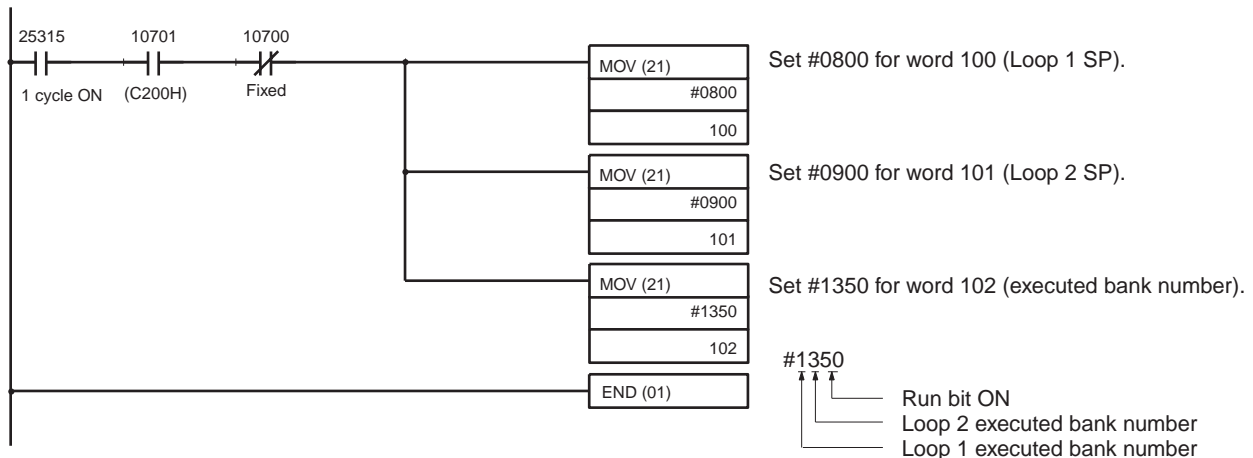 25315 10701 10700
1 cycle ON (C200H) Fixed
MOV (21)
#0800
100
Set #0800 for word 100 (Loop 1 SP).
MOV (21)
#0900
101
Set #0900 for word 101 (Loop 2 SP).
MOV (21)
#1350
102
Set #1350 for word 102 (executed bank number).
END (01)
#1350
Run bit ON
Loop 2 executed bank number
Loop 1 executed bank number